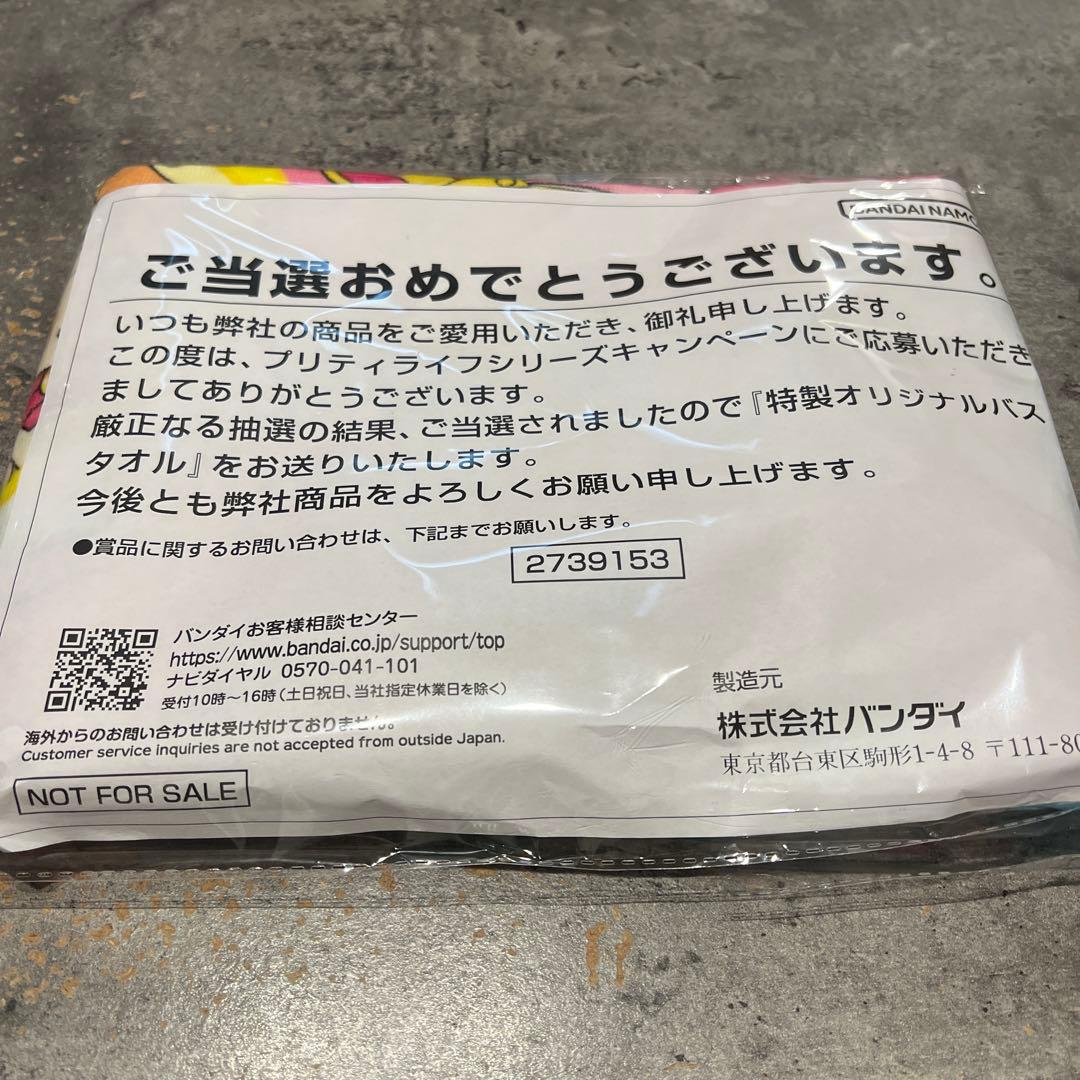 BANDAI NAMC
ご当選おめでとうございます。
いつも弊社の商品をご愛用いただき、御礼申し上げます。
この度は、プリティライフシリーズキャンペーンにご応募いただき
ましてありがとうございます。
厳正なる抽選の結果、ご当選されましたので『特製オリジナルバス
タオル』をお送りいたします。
今後とも弊社商品をよろしくお願い申し上げます。
●賞品に関するお問い合わせは、下記までお願いします。
2739153
バンダイお客様相談センター
https://www.bandai.co.jp/support/top
ナビダイヤル 0570-041-101
受付10時～16時（土日祝日、当社指定休業日を除く）
海外からのお問い合わせは受け付けておりません。
Customer service inquiries are not accepted from outside Japan.
NOT FOR SALE
製造元
株式会社バンダイ
東京都台東区駒形1-4-8 〒111-80